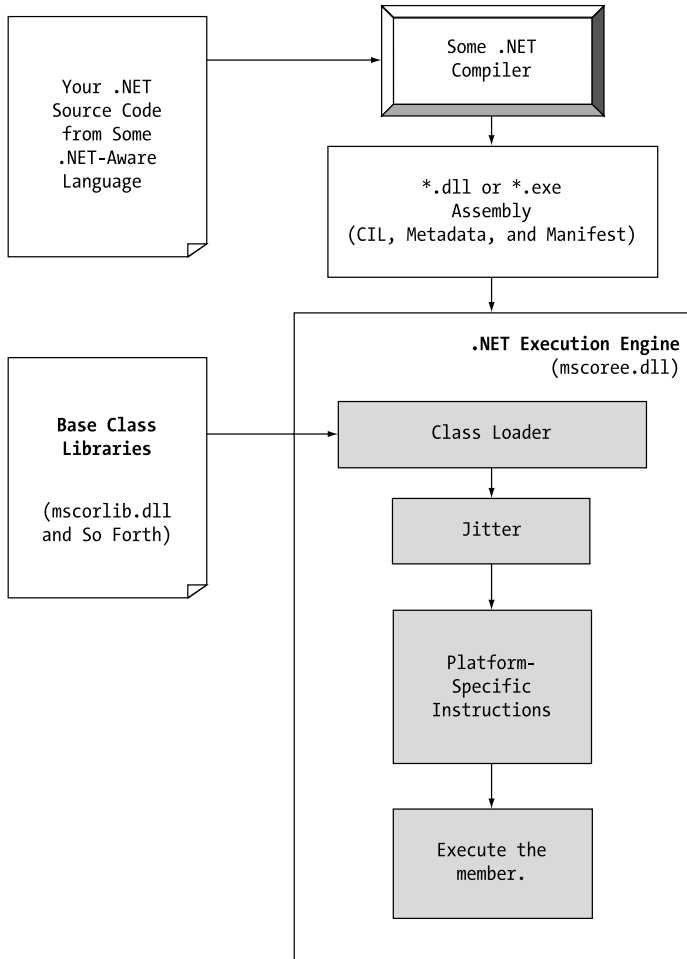 Your .NET
Source Code
from Some
.NET-Aware
Language
Some .NET
Compiler
*.dll or *.exe
Assembly
(CIL, Metadata, and Manifest)
.NET Execution Engine
(mscoree.dll)
Base Class
Libraries
(mscorlib.dll
and So Forth)
Class Loader
Jitter
Platform-
Specific
Instructions
Execute the
member.